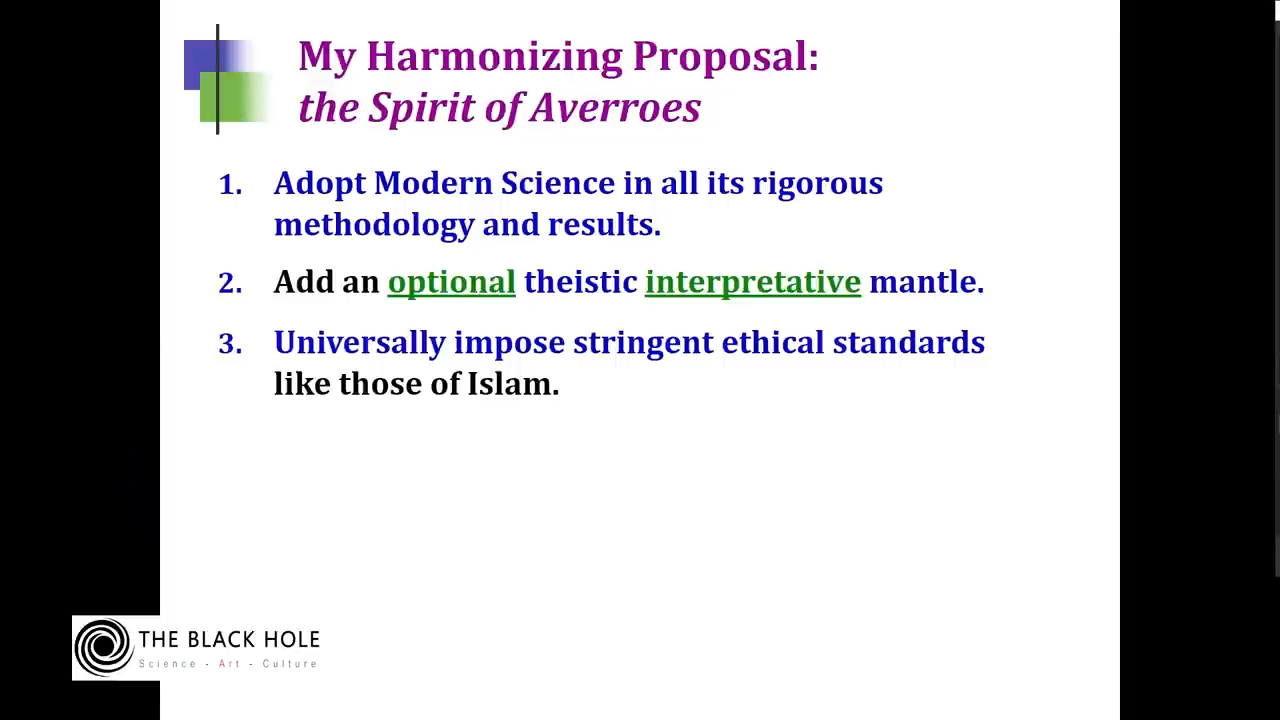 My Harmonizing Proposal:
the Spirit of Averroes
1. Adopt Modern Science in all its rigorous
methodology and results.
2. Add an optional theistic interpretative mantle.
3. Universally impose stringent ethical standards
like those of Islam.
THE BLACK HOLE
Science - Art - Culture